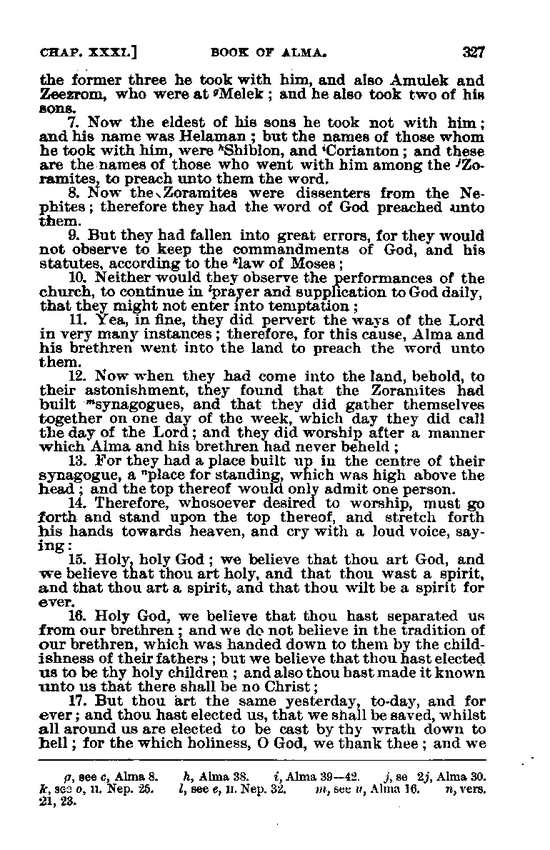 CHAP. XXXI.] BOOK OF ALMA. 327
the former three he took with him, and also Amulek and
Zeezrom, who were at gMelek ; and he also took two of his
sons.
7. Now the eldest of his sons he took not with him ;
and his name was Helaman ; but the names of those whom
he took with him, were hShiblon, and iCorianton ; and these
are the names of those who went with him among the jZo-
ramites, to preach unto them the word.
8. Now the Zoramites were dissenters from the Ne-
phites ; therefore they had the word of God preached unto
them.
9. But they had fallen into great errors, for they would
not observe to keep the commandments of God, and his
statutes, according to the klaw of Moses ;
10. Neither would they observe the performances of the
church, to continue in lprayer and supplication to God daily,
that they might not enter into temptation ;
11. Yea, in fine, they did pervert the ways of the Lord
in very many instances ; therefore, for this cause, Alma and
his brethren went into the land to preach the word unto
them.
12. Now when they had come into the land, behold, to
their astonishment, they found that the Zoramites had
built msynagogues, and that they did gather themselves
together on one day of the week, which day they did call
the day of the Lord ; and they did worship after a manner
which Alma and his brethren had never beheld ;
13. For they had a place built up in the centre of their
synagogue, a nplace for standing, which was high above the
head ; and the top thereof would only admit one person.
14. Therefore, whosoever desired to worship, must go
forth and stand upon the top thereof, and stretch forth
his hands towards heaven, and cry with a loud voice, say-
ing :
15. Holy, holy God ; we believe that thou art God, and
we believe that thou art holy, and that thou wast a spirit,
and that thou art a spirit, and that thou wilt be a spirit for
ever.
16. Holy God, we believe that thou hast separated us
from our brethren ; and we do not believe in the tradition of
our brethren, which was handed down to them by the child-
ishness of their fathers ; but we believe that thou hast elected
us to be thy holy children ; and also thou hast made it known
unto us that there shall be no Christ ;
17. But thou art the same yesterday, to-day, and for
ever ; and thou hast elected us, that we shall be saved, whilst
all around us are elected to be cast by thy wrath down to
hell ; for the which holiness, O God, we thank thee ; and we
g, see c, Alma 8. h, Alma 38. i, Alma 39—42. j, se 2j, Alma 30.
k, see o, II. Nep. 25. l, see e, II. Nep. 32. m, see u, Alma 16. n, vers.
21, 23.